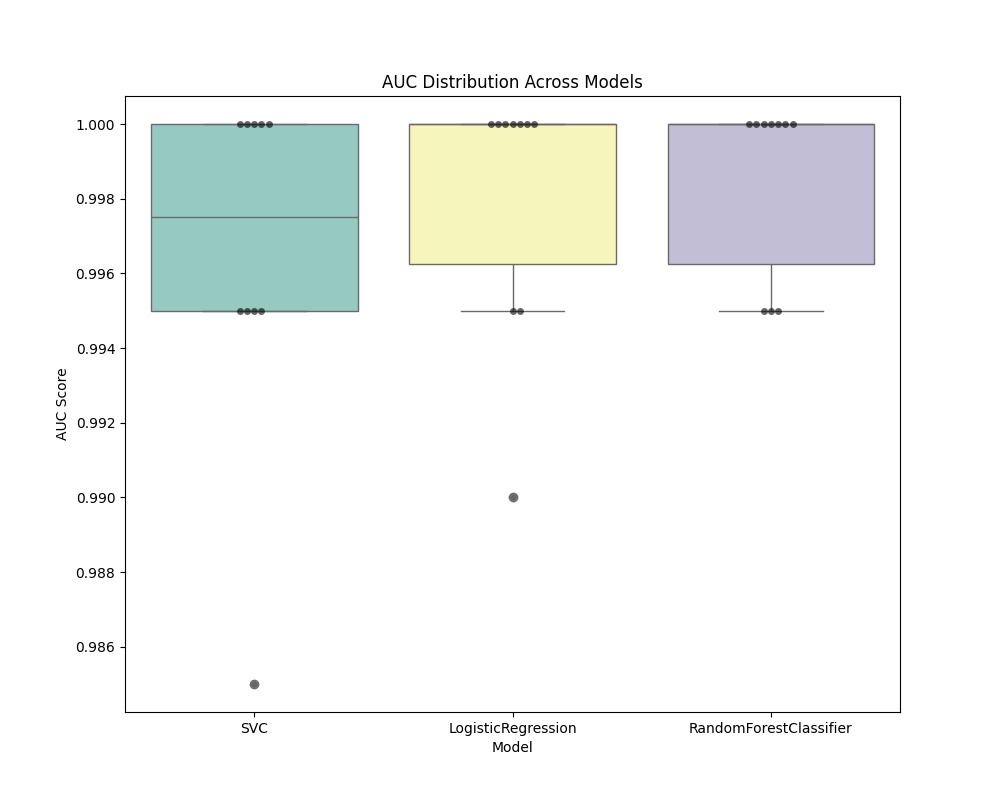 AUC Distribution Across Models
1.000
0.998
0.996
0.994
0.992
0.990
0.988
0.986
AUC Score
SVC
LogisticRegression
RandomForestClassifier
Model